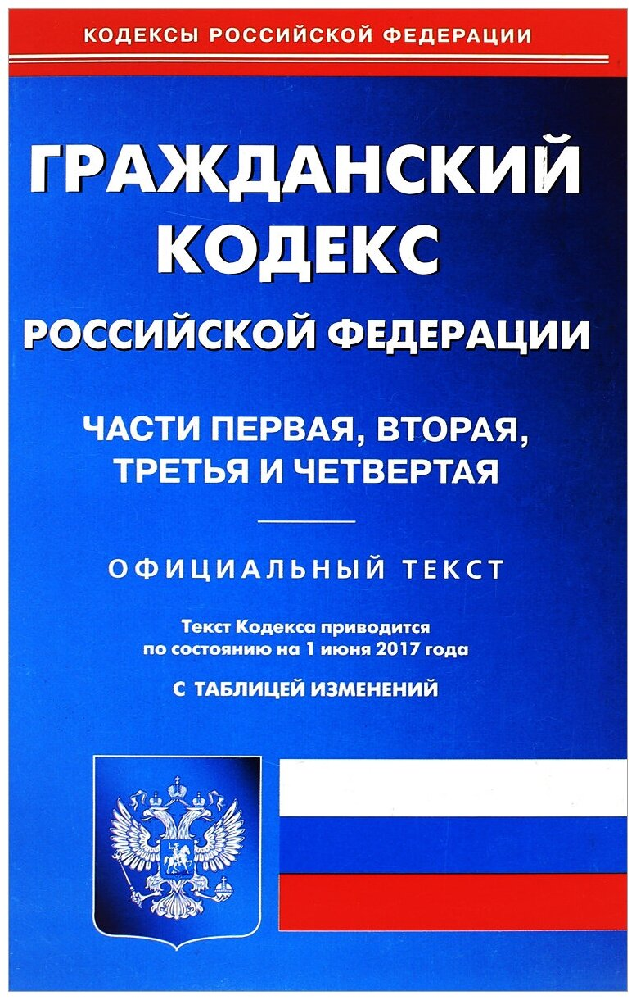 КОДЕКСЫ РОССИЙСКОЙ ФЕДЕРАЦИИ
ГРАЖДАНСКИЙ
КОДЕКС
РОССИЙСКОЙ ФЕДЕРАЦИИ
ЧАСТИ ПЕРВАЯ, ВТОРАЯ,
ТРЕТЬЯ И ЧЕТВЕРТАЯ
ОФИЦИАЛЬНЫЙ ТЕКСТ
Текст Кодекса приводится
по состоянию на 1 июня 2017 года
С ТАБЛИЦЕЙ ИЗМЕНЕНИЙ